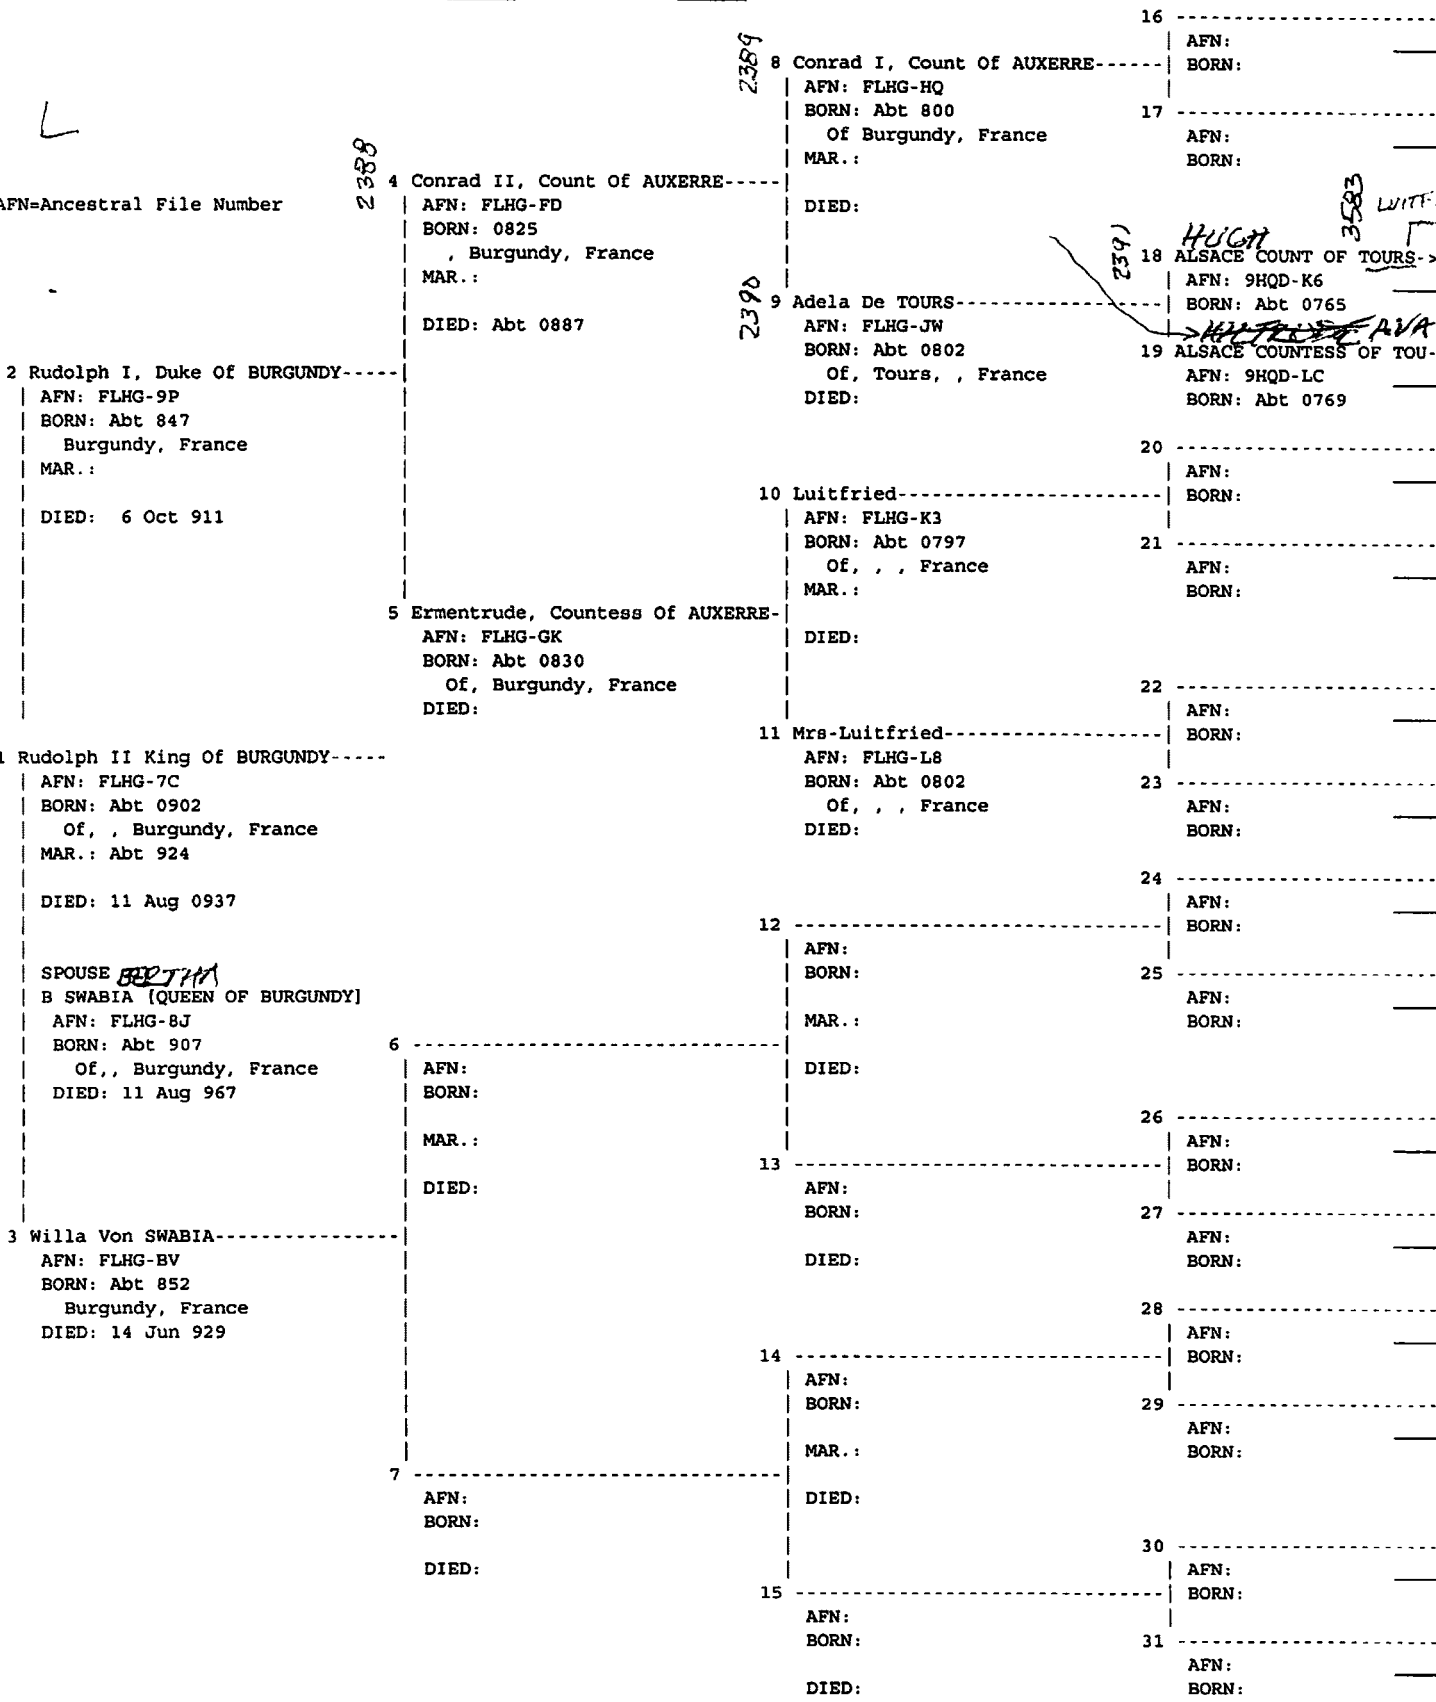 16
AFN:
2389
8 Conrad I, Count Of AUXERRE------| BORN:
| AFN: FLHG-HQ
| BORN: Abt 800
17
Of Burgundy, France
AFN:
| MAR.:
BORN:
2388
4 Conrad II, Count Of AUXERRE-----|
AFN=Ancestral File Number
| AFN: FLHG-FD
| DIED:
3583
LUITF
| BORN: 0825
2391
HUGH
, Burgundy, France
18 ALSACE COUNT OF TOURS->
| MAR.:
| AFN: 9HQD-K6
2390
9 Adela De TOURS------------------| BORN: Abt 0765
| DIED: Abt 0887
AFN: FLHG-JW
AVA
BORN: Abt 0802
19 ALSACE COUNTESS OF TOU-
2 Rudolph I, Duke Of BURGUNDY-----|
Of, Tours, , France
AFN: 9HQD-LC
| AFN: FLHG-9P
DIED:
BORN: Abt 0769
| BORN: Abt 847
Burgundy, France
20
| MAR.:
| AFN:
10 Luitfried----------------------| BORN:
| DIED: 6 Oct 911
| AFN: FLHG-K3
| BORN: Abt 0797
21
Of, , , France
AFN:
| MAR.:
BORN:
5 Ermentrude, Countess Of AUXERRE-|
AFN: FLHG-GK
| DIED:
BORN: Abt 0830
Of, Burgundy, France
22
DIED:
| AFN:
11 Mrs-Luitfried------------------| BORN:
1 Rudolph II King Of BURGUNDY-----
AFN: FLHG-L8
| AFN: FLHG-7C
BORN: Abt 0802
23
| BORN: Abt 0902
Of, , , France
AFN:
Of, , Burgundy, France
DIED:
BORN:
| MAR.: Abt 924
24
| DIED: 11 Aug 0937
| AFN:
12 -------------------------------| BORN:
| AFN:
SPOUSE BERTHA
| BORN:
25
B SWABIA [QUEEN OF BURGUNDY]
AFN:
AFN: FLHG-8J
| MAR.:
BORN:
BORN: Abt 907
6
Of,, Burgundy, France
| AFN:
| DIED:
DIED: 11 Aug 967
| BORN:
26
| MAR.:
| AFN:
13 -------------------------------| BORN:
| DIED:
AFN:
BORN:
27
3 Willa Von SWABIA----------------|
AFN:
AFN: FLHG-BV
DIED:
BORN:
BORN: Abt 852
Burgundy, France
28
DIED: 14 Jun 929
| AFN:
14 -------------------------------| BORN:
| AFN:
| BORN:
29
AFN:
| MAR.:
BORN:
7
AFN:
| DIED:
BORN:
30
DIED:
| AFN:
15 -------------------------------| BORN:
AFN:
BORN:
31
AFN:
DIED:
BORN: